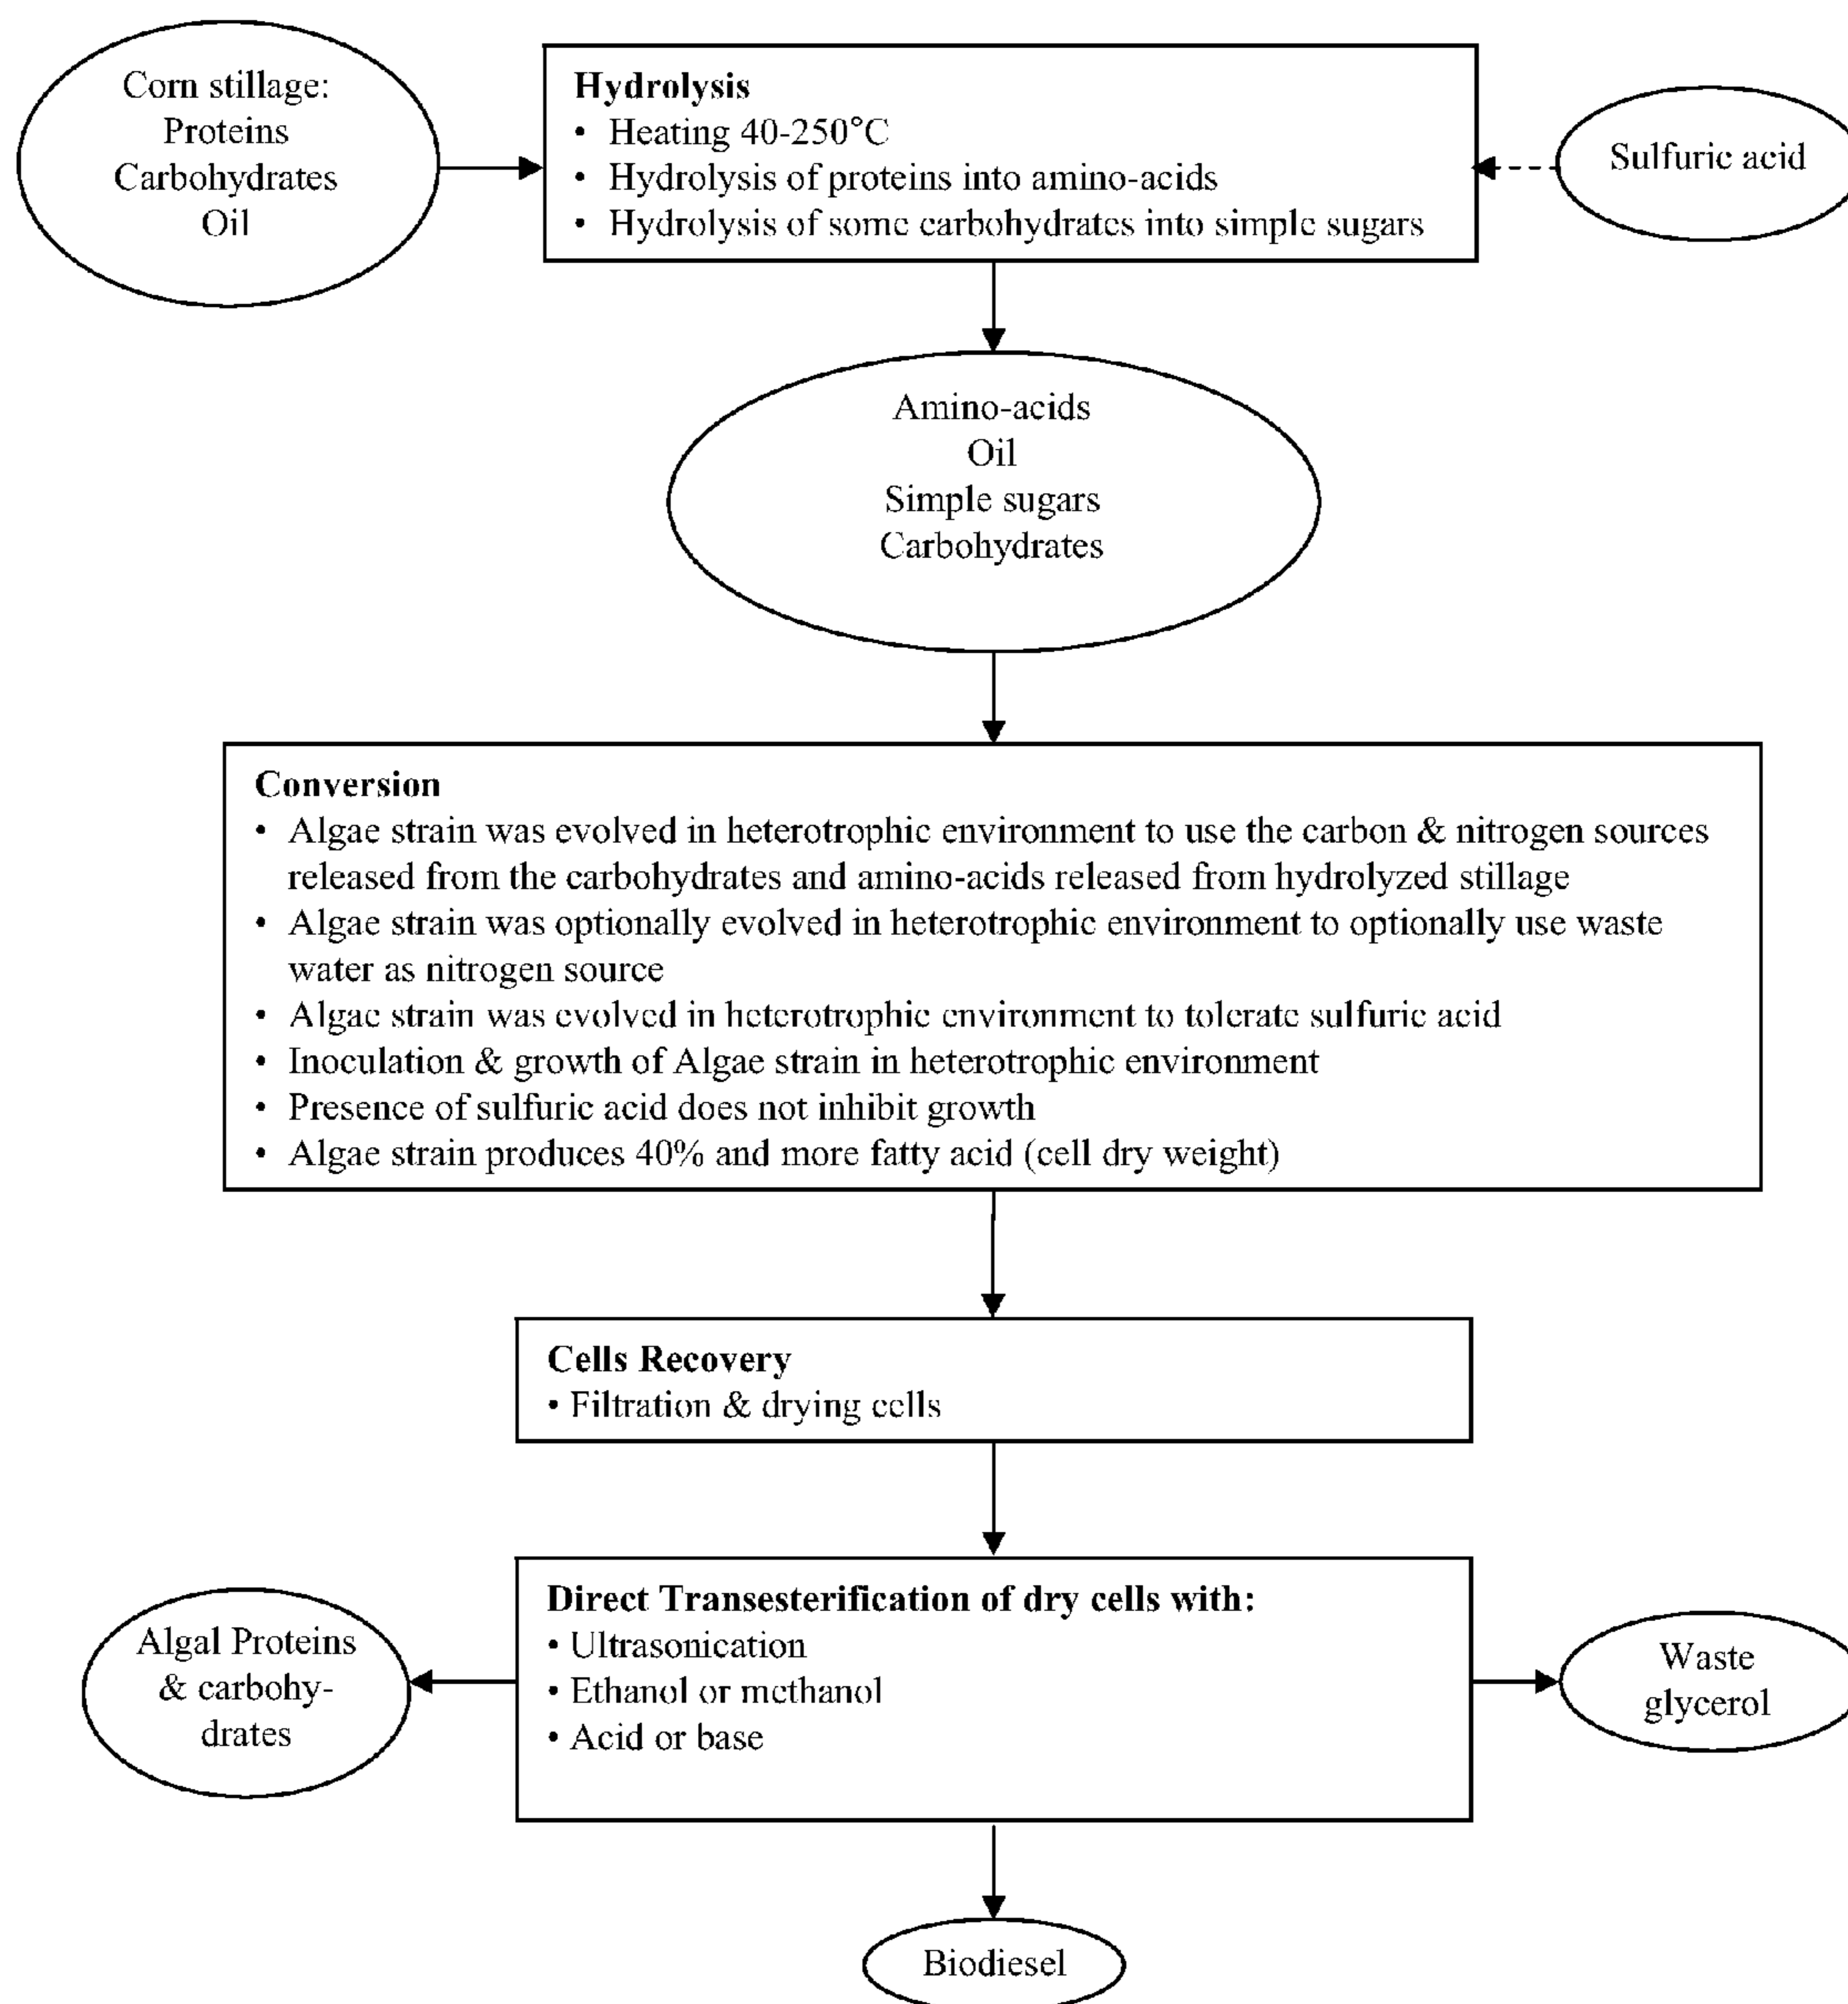 Corn stillage:
Proteins
Carbohydrates
Oil
Hydrolysis
• Heating 40-250°C
• Hydrolysis of proteins into amino-acids
• Hydrolysis of some carbohydrates into simple sugars
Sulfuric acid
Amino-acids
Oil
Simple sugars
Carbohydrates
Conversion
• Algae strain was evolved in heterotrophic environment to use the carbon & nitrogen sources
released from the carbohydrates and amino-acids released from hydrolyzed stillage
• Algae strain was optionally evolved in heterotrophic environment to optionally use waste
water as nitrogen source
• Algae strain was evolved in heterotrophic environment to tolerate sulfuric acid
• Inoculation & growth of Algae strain in heterotrophic environment
• Presence of sulfuric acid does not inhibit growth
• Algae strain produces 40% and more fatty acid (cell dry weight)
Cells Recovery
• Filtration & drying cells
Direct Transesterification of dry cells with:
• Ultrasonication
• Ethanol or methanol
• Acid or base
Algal Proteins
& carbohy-
drates
Waste
glycerol
Biodiesel